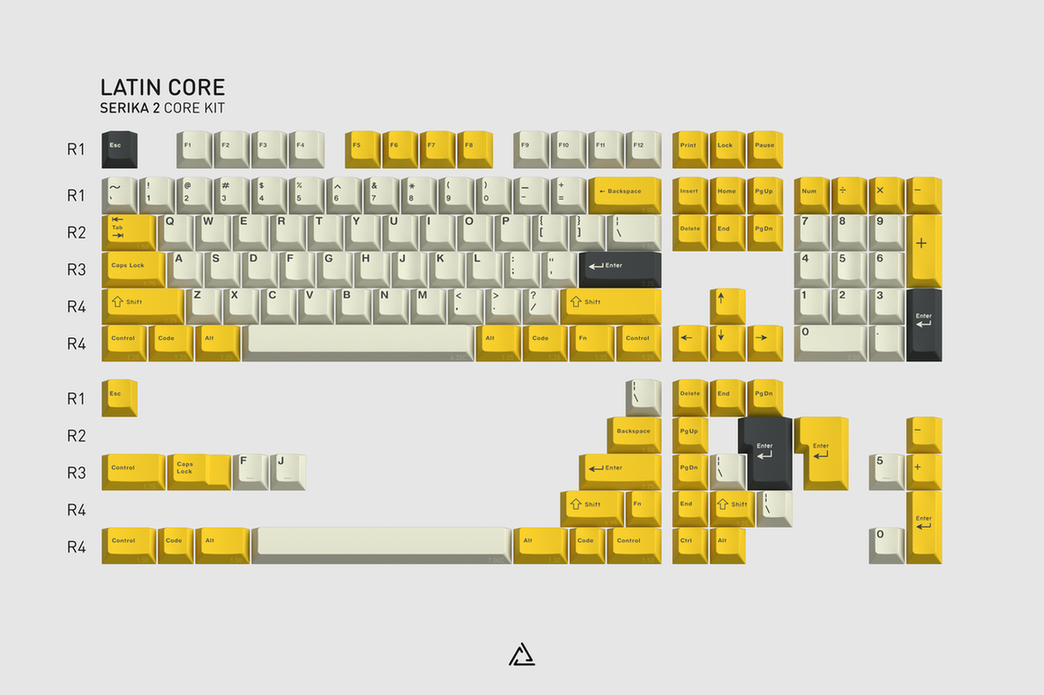 LATIN CORE
SERIKA 2 CORE KIT
R1 Esc F1 F2 F3 F4 F5 F6 F7 F8 F9 F10 F11 F12 Print Lock Pause
R1 ~ ` ! 1 @ 2 # 3 $ 4 % 5 ^ 6 & 7 * 8 ( 9 ) 0 — - + = ← Backspace Insert Home PgUp Num ÷ × −
R2 Tab Q W E R T Y U I O P { [ } ] ¦ \ Delete End PgDn 7 8 9 +
R3 Caps Lock A S D F G H J K L : ; " ' Enter 4 5 6
R4 ⇧ Shift Z X C V B N M < , > . ? / ⇧ Shift ↑ 1 2 3 Enter
R4 Control Code Alt Alt Code Fn Control ← ↓ → 0 .
R1 Esc ¦ \ Delete End PgDn
R2 Backspace PgUp Enter Enter −
R3 Control Caps Lock F J Enter PgDn ¦ \ 5 +
R4 ⇧ Shift Fn End ⇧ Shift ¦ \ Enter
R4 Control Code Alt Alt Code Control Ctrl Alt 0